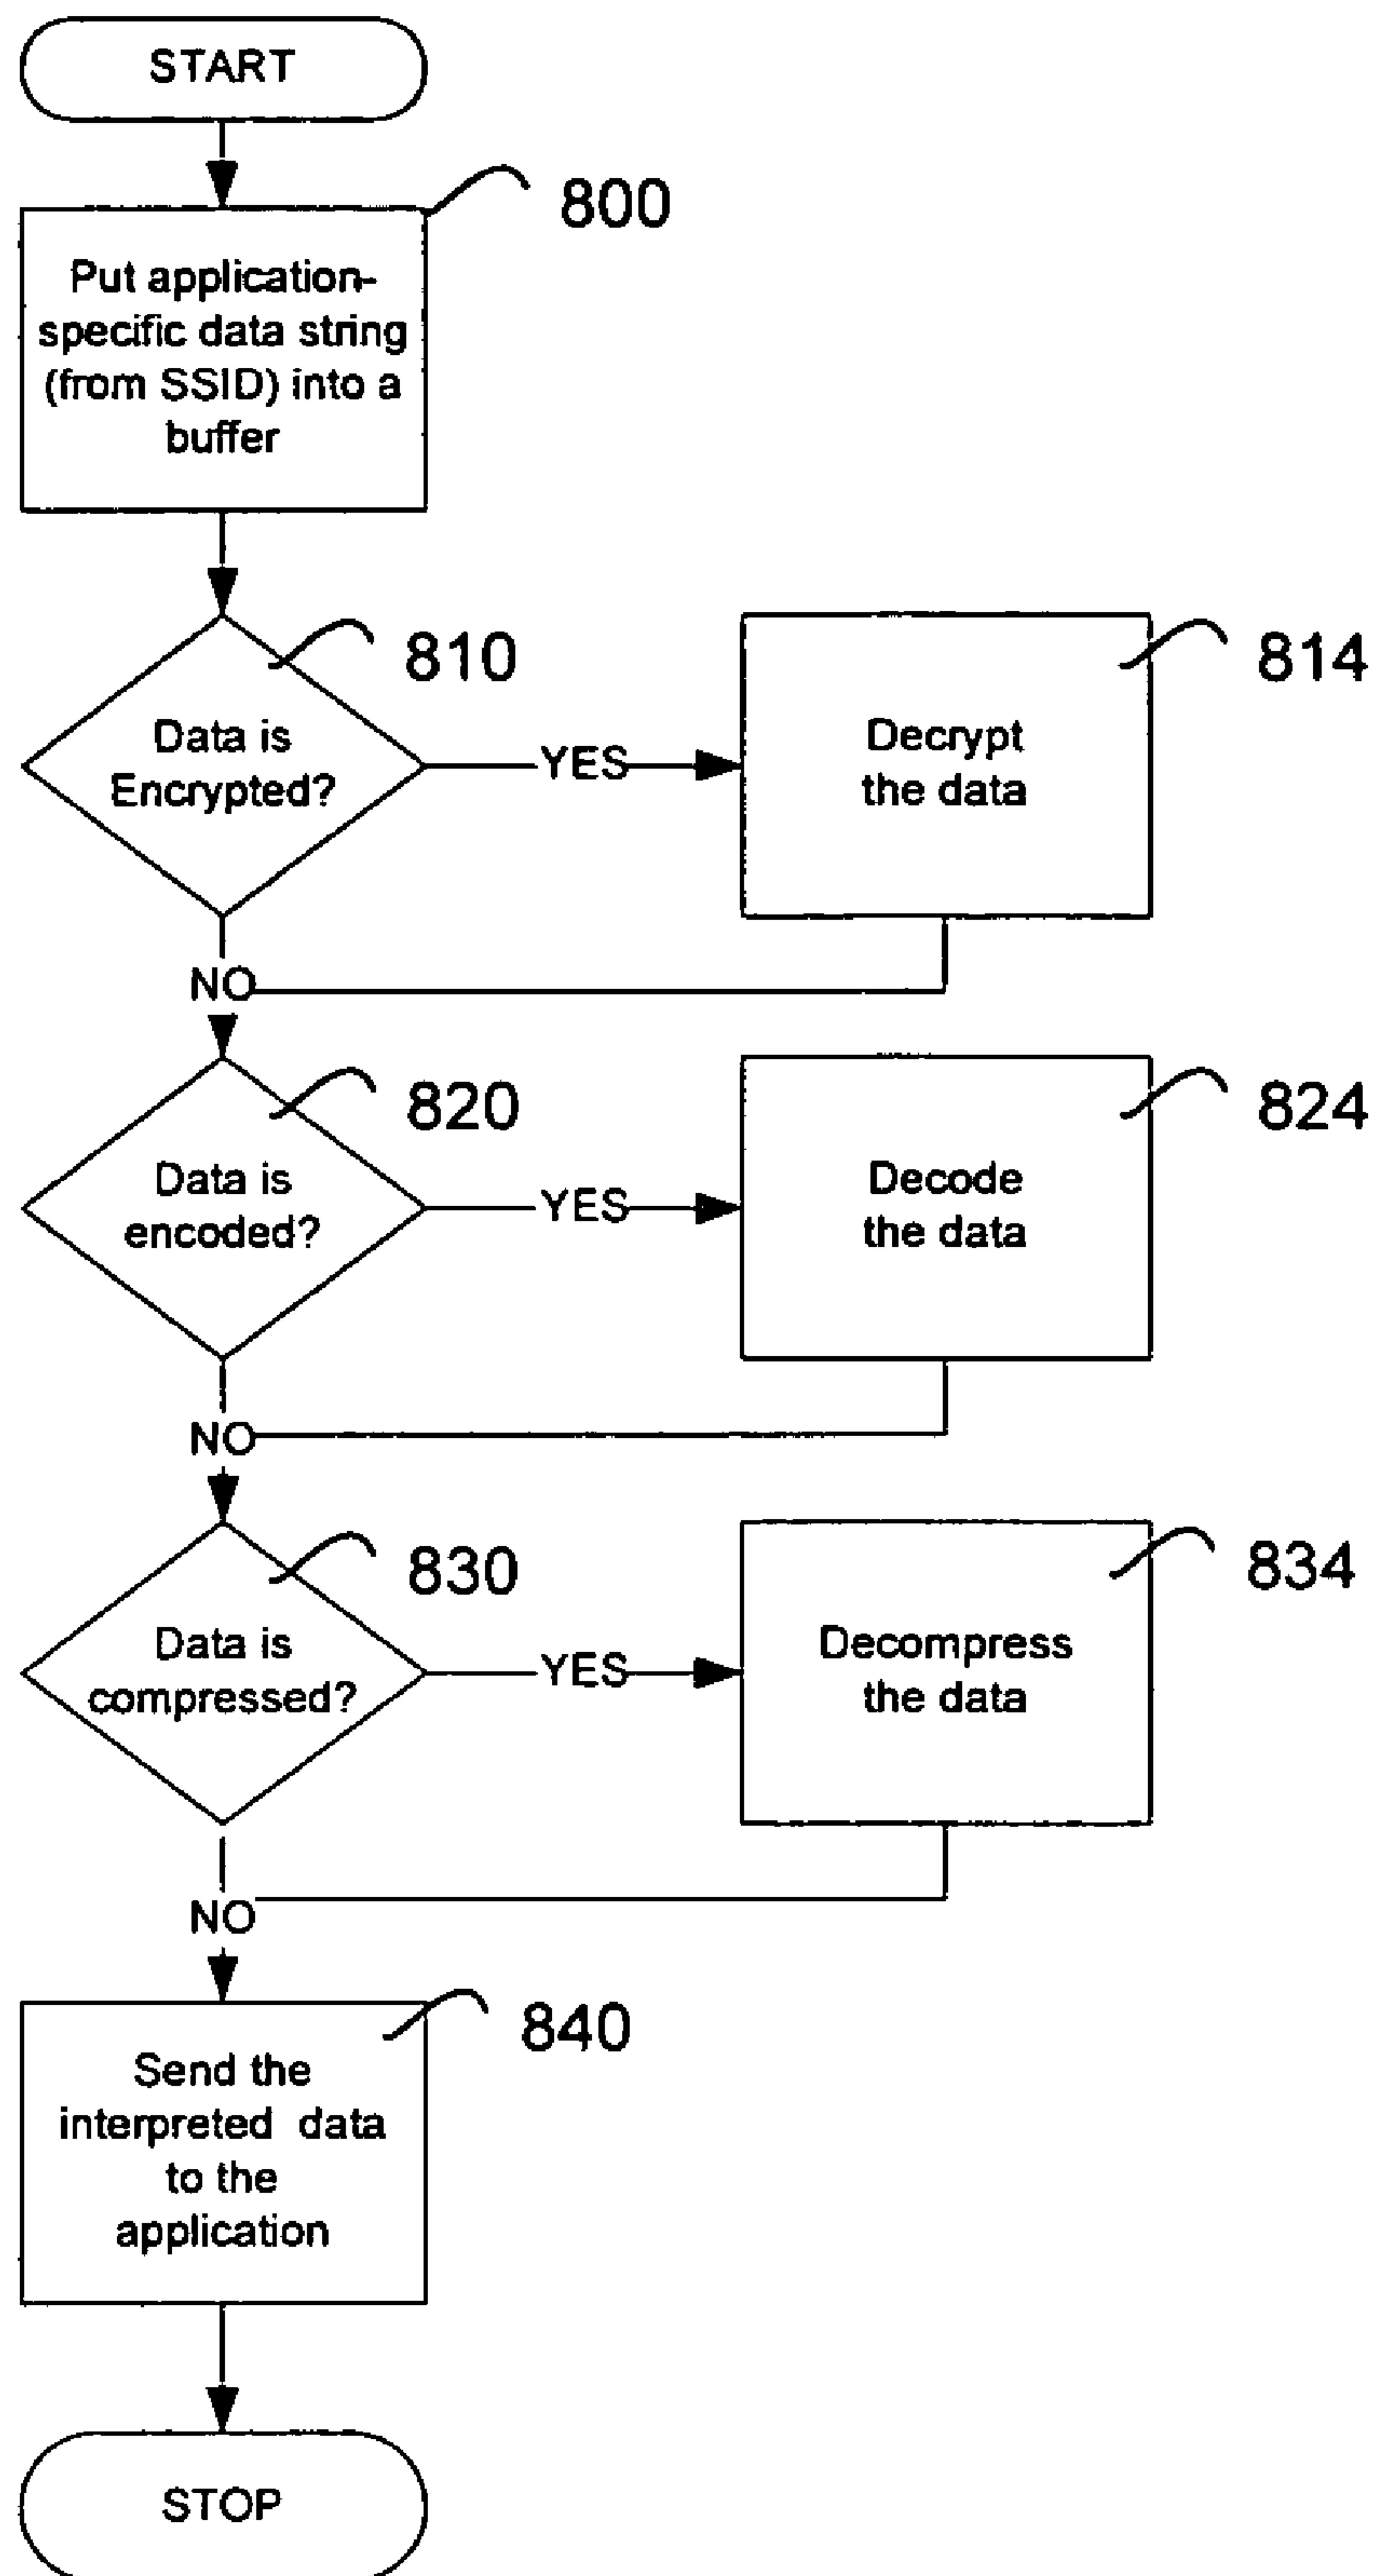 START
800
Put application-
specific data string
(from SSID) into a
buffer
810
814
Data is
Encrypted?
YES
Decrypt
the data
NO
820
824
Data is
encoded?
YES
Decode
the data
NO
830
834
Data is
compressed?
YES
Decompress
the data
NO
840
Send the
interpreted data
to the
application
STOP